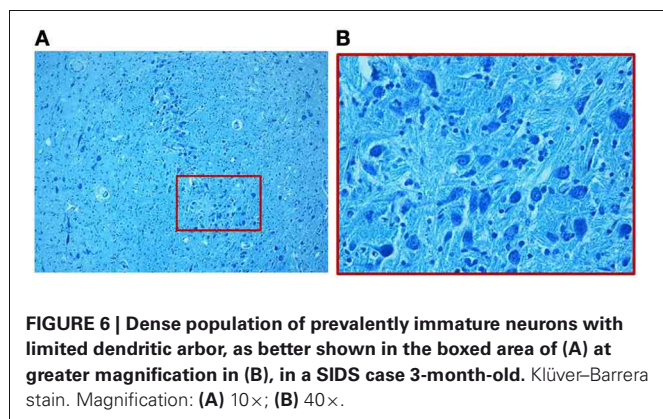 A
B
FIGURE 6 | Dense population of prevalently immature neurons with
limited dendritic arbor, as better shown in the boxed area of (A) at
greater magnification in (B), in a SIDS case 3-month-old. Klüver–Barrera
stain. Magnification: (A) 10×; (B) 40×.